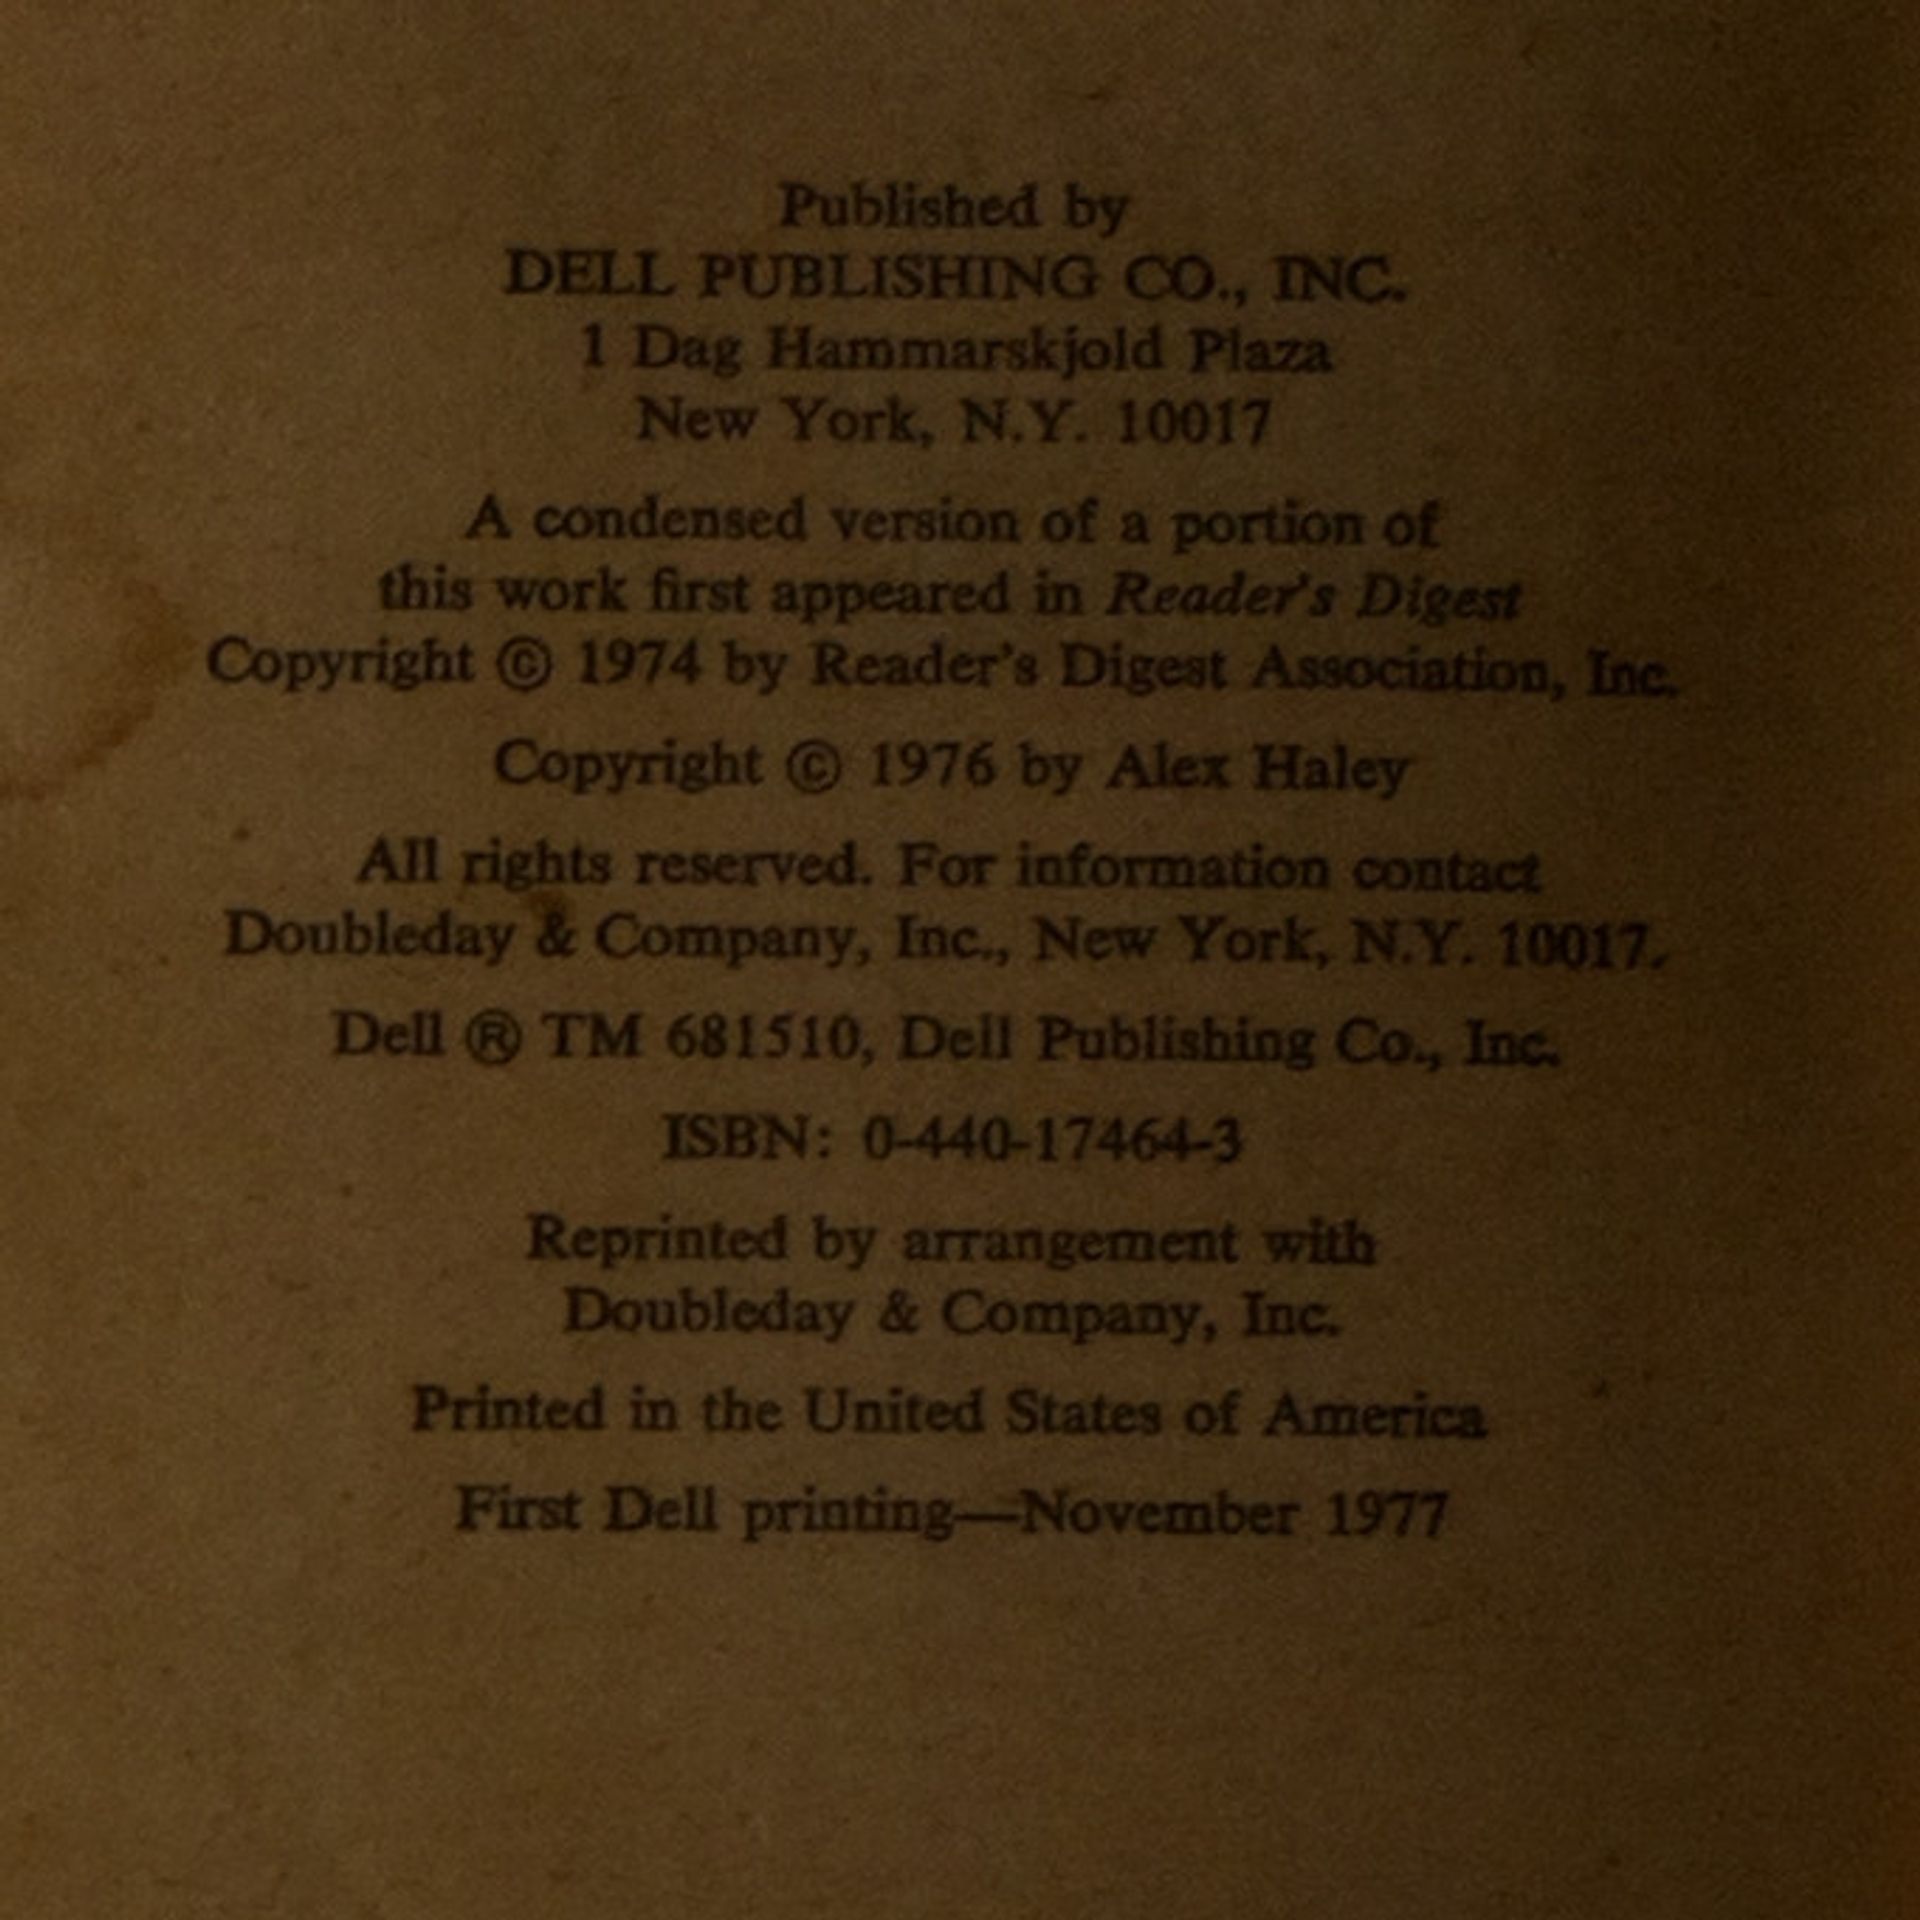 Published by
DELL PUBLISHING CO., INC.
1 Dag Hammarskjold Plaza
New York, N.Y. 10017
A condensed version of a portion of
this work first appeared in Reader's Digest
Copyright © 1974 by Reader's Digest Association, Inc.
Copyright © 1976 by Alex Haley
All rights reserved. For information contact
Doubleday & Company, Inc., New York, N.Y. 10017.
Dell ® TM 681510, Dell Publishing Co., Inc.
ISBN: 0-440-17464-3
Reprinted by arrangement with
Doubleday & Company, Inc.
Printed in the United States of America
First Dell printing—November 1977